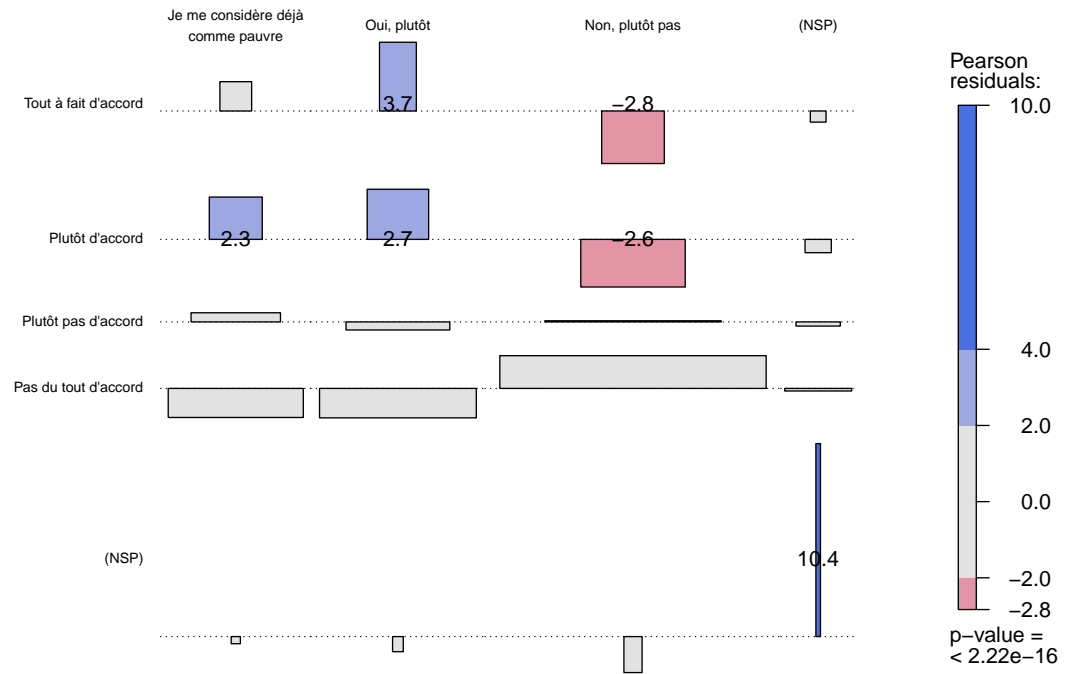 Je me considère déjà
comme pauvre
Oui, plutôt
Non, plutôt pas
(NSP)
Tout à fait d'accord
3.7
−2.8
Plutôt d'accord
2.3
2.7
−2.6
Plutôt pas d'accord
Pas du tout d'accord
(NSP)
10.4
Pearson
residuals:
10.0
4.0
2.0
0.0
−2.0
−2.8
p−value =
< 2.22e−16